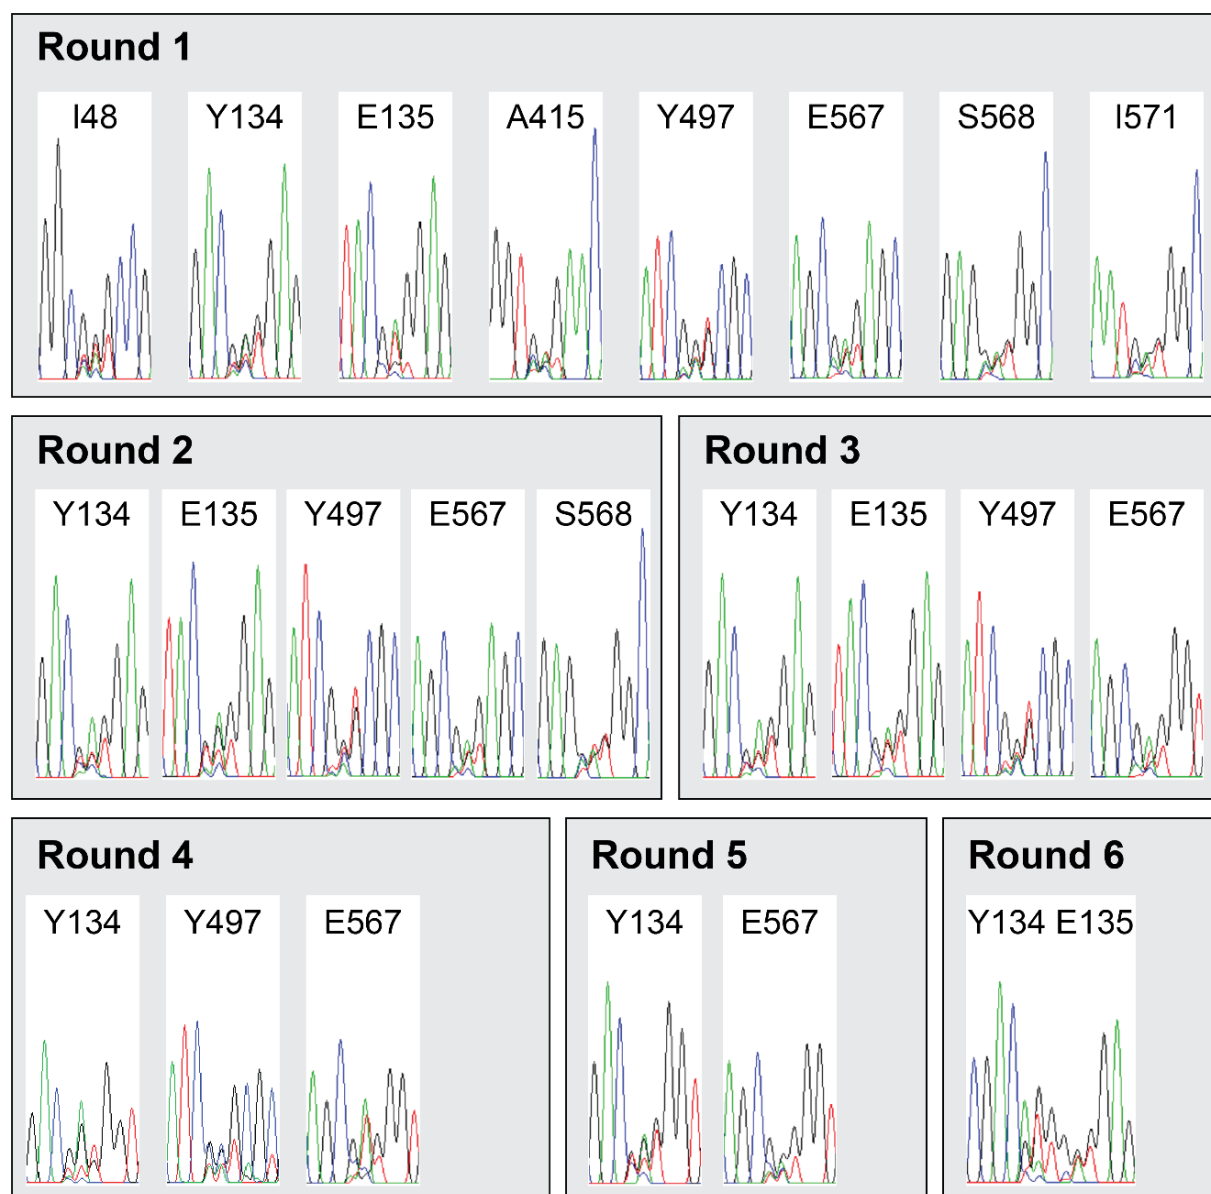 Round 1
I48 Y134 E135 A415 Y497 E567 S568 I571
Round 2
Y134 E135 Y497 E567 S568
Round 3
Y134 E135 Y497 E567
Round 4
Y134 Y497 E567
Round 5
Y134 E567
Round 6
Y134 E135